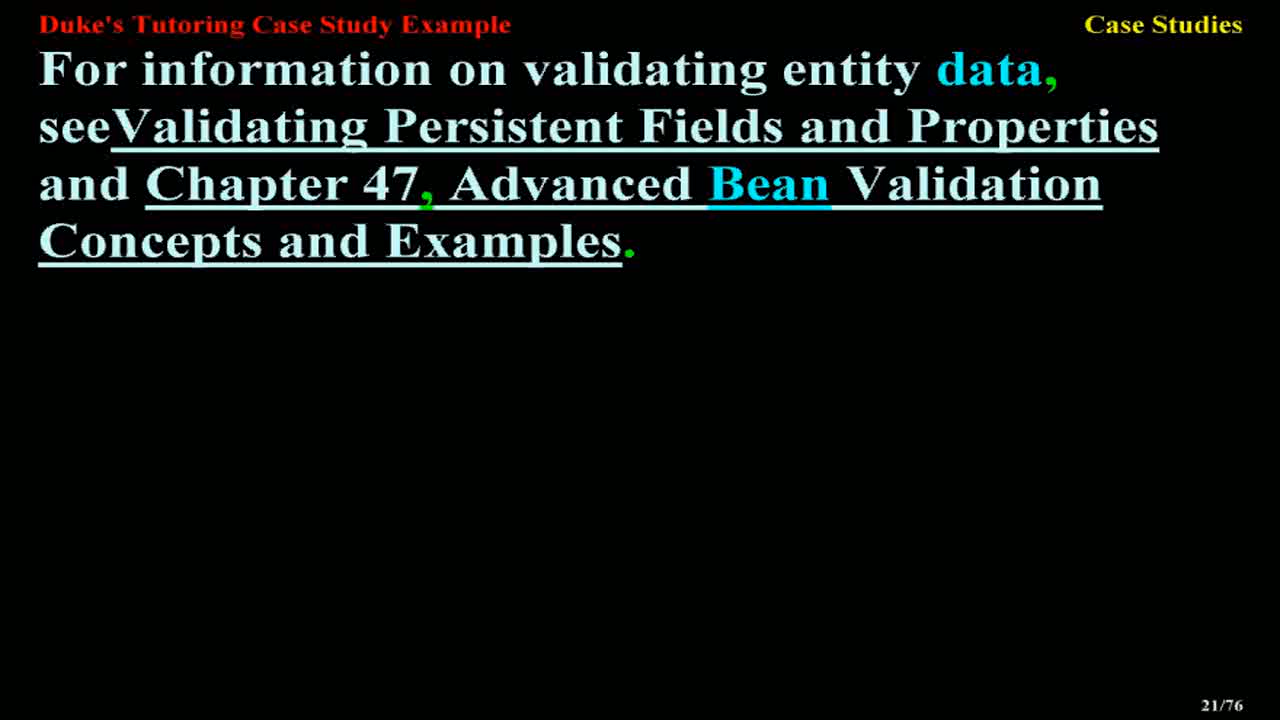 Duke's Tutoring Case Study Example
Case Studies
For information on validating entity data,
seeValidating Persistent Fields and Properties
and Chapter 47, Advanced Bean Validation
Concepts and Examples.
21/76